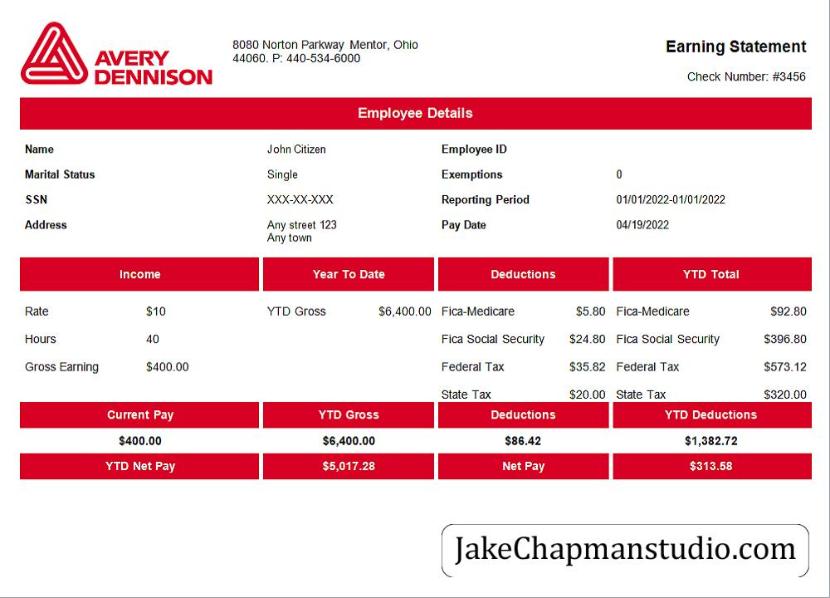 AVERY
DENNISON
8080 Norton Parkway Mentor, Ohio
44060. P: 440-534-6000
Earning Statement
Check Number: #3456
Employee Details
Name John Citizen Employee ID
Marital Status Single Exemptions 0
SSN XXX-XX-XXX Reporting Period 01/01/2022-01/01/2022
Address Any street 123 Pay Date 04/19/2022
Any town
Income Year To Date Deductions YTD Total
Rate $10 YTD Gross $6,400.00 Fica-Medicare $5.80 Fica-Medicare $92.80
Hours 40 Fica Social Security $24.80 Fica Social Security $396.80
Gross Earning $400.00 Federal Tax $35.82 Federal Tax $573.12
State Tax $20.00 State Tax $320.00
Current Pay YTD Gross Deductions YTD Deductions
$400.00 $6,400.00 $86.42 $1,382.72
YTD Net Pay $5,017.28 Net Pay $313.58
JakeChapmanstudio.com